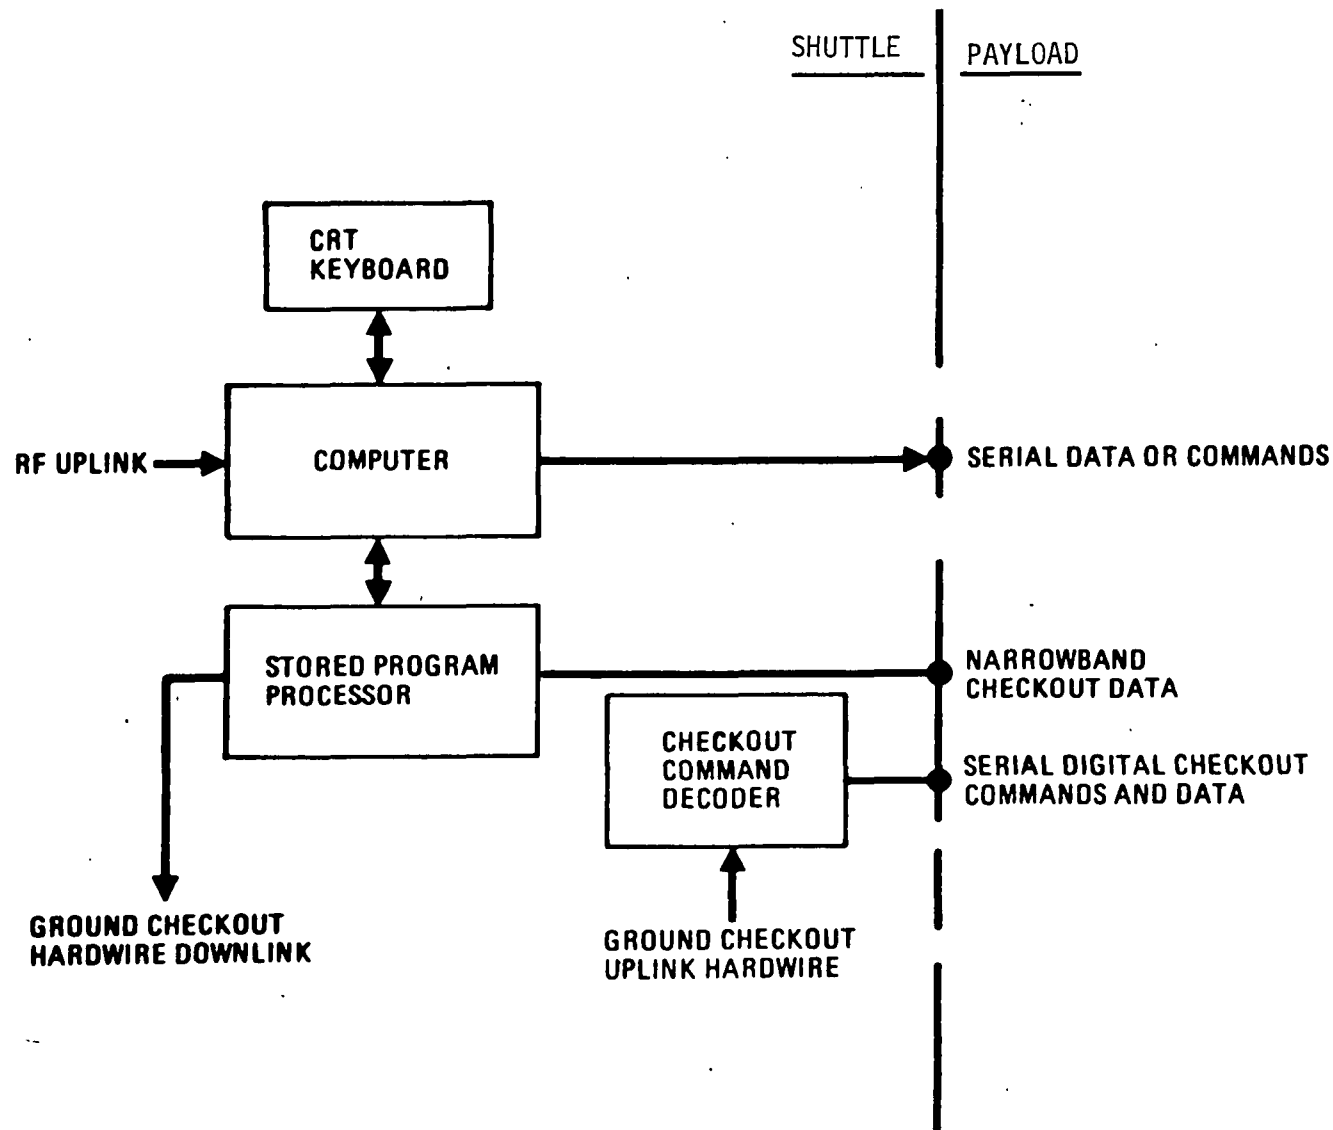 SHUTTLE
PAYLOAD
CRT
KEYBOARD
RF UPLINK
COMPUTER
SERIAL DATA OR COMMANDS
STORED PROGRAM
PROCESSOR
NARROWBAND
CHECKOUT DATA
CHECKOUT
COMMAND
DECODER
SERIAL DIGITAL CHECKOUT
COMMANDS AND DATA
GROUND CHECKOUT
HARDWIRE DOWNLINK
GROUND CHECKOUT
UPLINK HARDWIRE